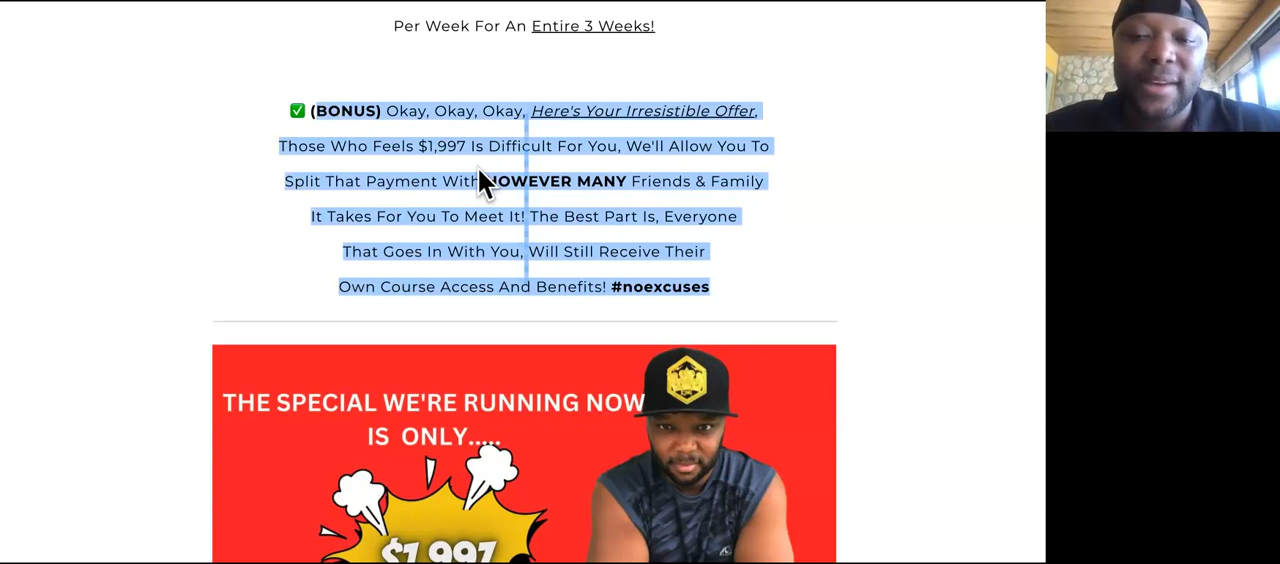 Per Week For An Entire 3 Weeks!
✅ (BONUS) Okay, Okay, Okay, Here's Your Irresistible Offer,
Those Who Feels $1,997 Is Difficult For You, We'll Allow You To
Split That Payment With HOWEVER MANY Friends & Family
It Takes For You To Meet It! The Best Part Is, Everyone
That Goes In With You, Will Still Receive Their
Own Course Access And Benefits! #noexcuses
THE SPECIAL WE'RE RUNNING NOW
IS ONLY.....
$1,997